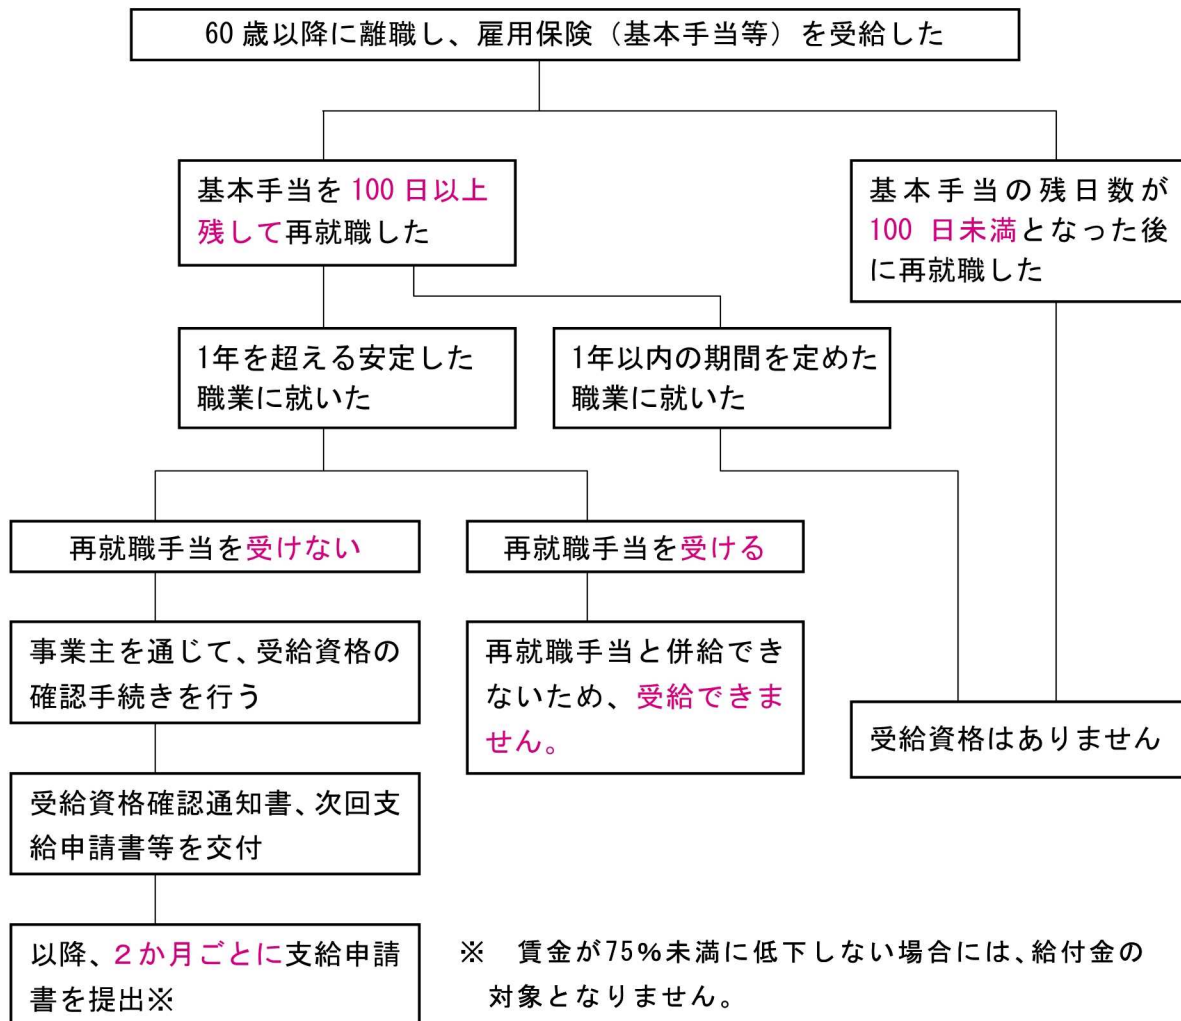 60歳以降に離職し、雇用保険（基本手当等）を受給した
基本手当を100日以上
残して再就職した
基本手当の残日数が
100 日未満となった後
に再就職した
1年を超える安定した
職業に就いた
1年以内の期間を定めた
職業に就いた
再就職手当を受けない
再就職手当を受ける
事業主を通じて、受給資格の
確認手続きを行う
再就職手当と併給でき
ないため、受給できま
せん。
受給資格はありません
受給資格確認通知書、次回支
給申請書等を交付
以降、２か月ごとに支給申請
書を提出※
※　賃金が75%未満に低下しない場合には、給付金の
対象となりません。